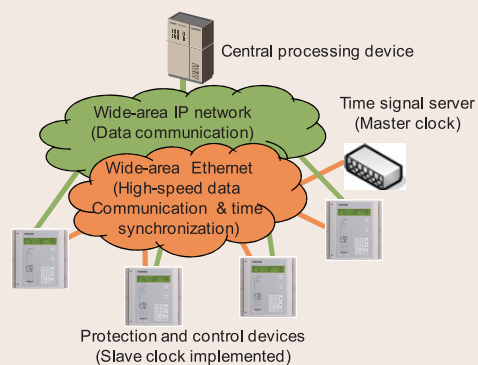 Central processing device
Wide-area IP network
(Data communication)
Time signal server
(Master clock)
Wide-area Ethernet
(High-speed data
Communication & time
synchronization)
Protection and control devices
(Slave clock implemented)